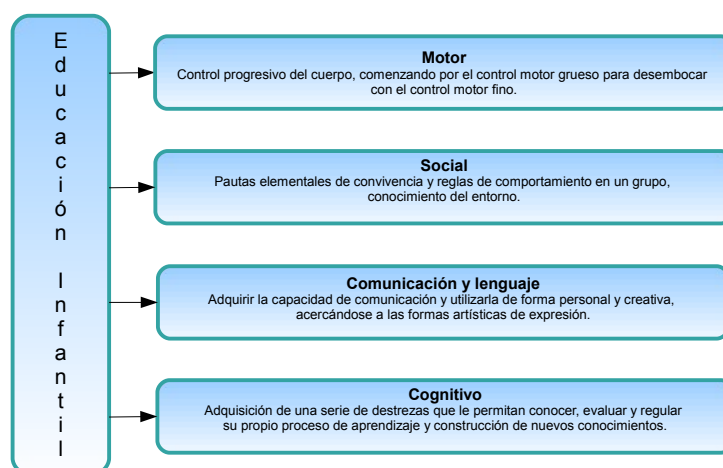 Educación Infantil
Motor
Control progresivo del cuerpo, comenzando por el control motor grueso para desembocar
con el control motor fino.
Social
Pautas elementales de convivencia y reglas de comportamiento en un grupo,
conocimiento del entorno.
Comunicación y lenguaje
Adquirir la capacidad de comunicación y utilizarla de forma personal y creativa,
acercándose a las formas artísticas de expresión.
Cognitivo
Adquisición de una serie de destrezas que le permitan conocer, evaluar y regular
su propio proceso de aprendizaje y construcción de nuevos conocimientos.